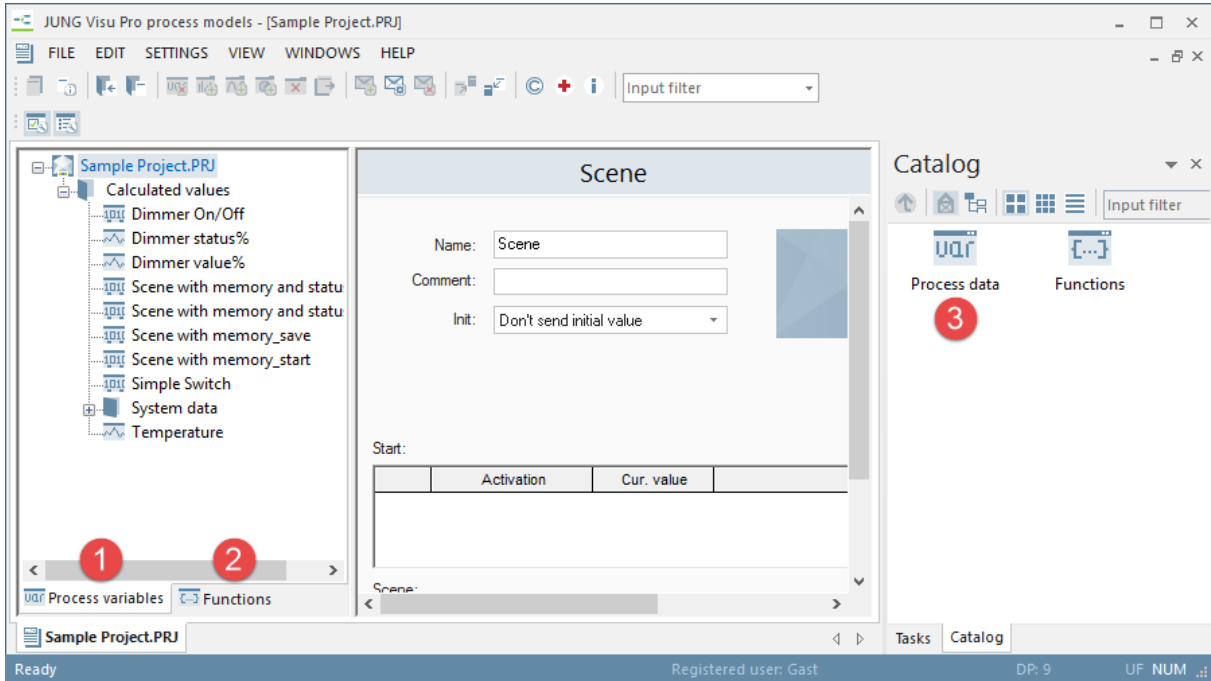 JUNG Visu Pro process models - [Sample Project.PRJ]
FILE EDIT SETTINGS VIEW WINDOWS HELP
Input filter
Sample Project.PRJ
Calculated values
Dimmer On/Off
Dimmer status%
Dimmer value%
Scene with memory and statu
Scene with memory and statu
Scene with memory_save
Scene with memory_start
Simple Switch
System data
Temperature
1
2
Process variables
Functions
Scene
Name: Scene
Comment:
Init: Don't send initial value
Start:
Activation Cur. value
Scene:
Catalog
Input filter
var
{...}
Process data Functions
3
Sample Project.PRJ
Tasks Catalog
Ready Registered user: Gast DP: 9 UF NUM